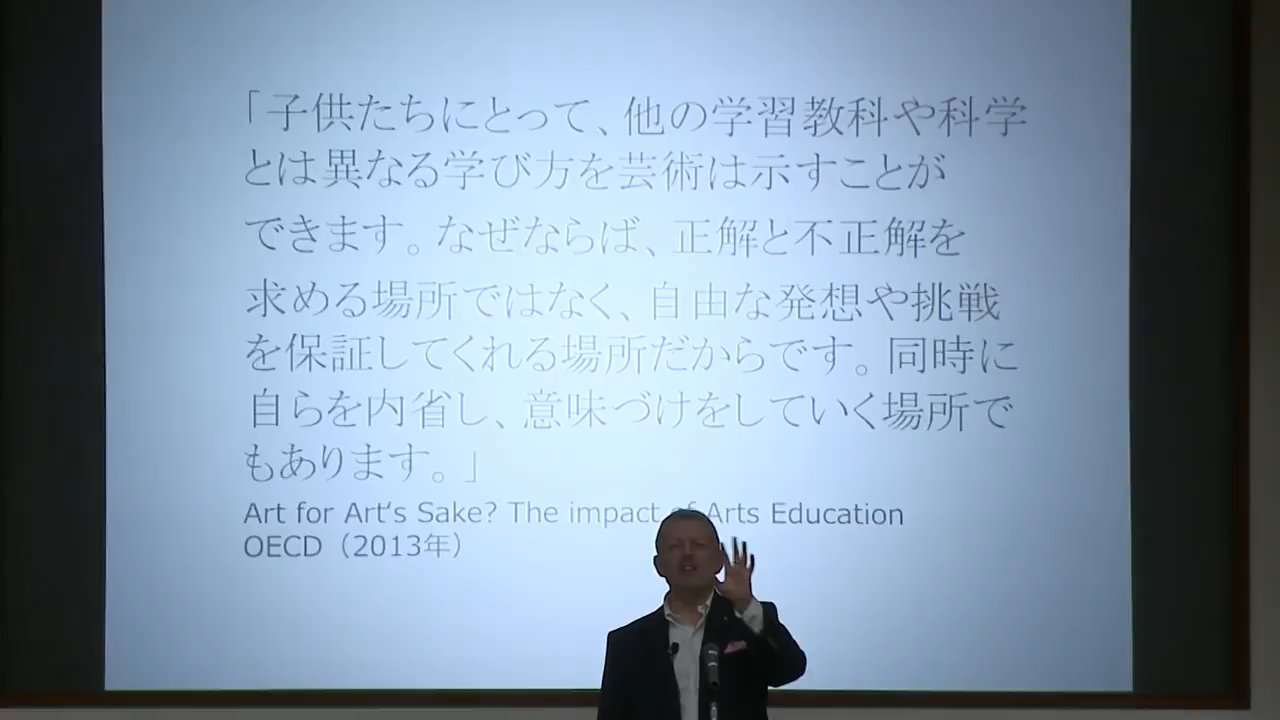 「子供たちにとって、他の学習教科や科学
とは異なる学び方を芸術は示すことが
できます。なぜならば、正解と不正解を
求める場所ではなく、自由な発想や挑戦
を保証してくれる場所だからです。同時に
自らを内省し、意味づけをしていく場所で
もあります。」
Art for Art‘s Sake? The impact of Arts Education
OECD（2013年）